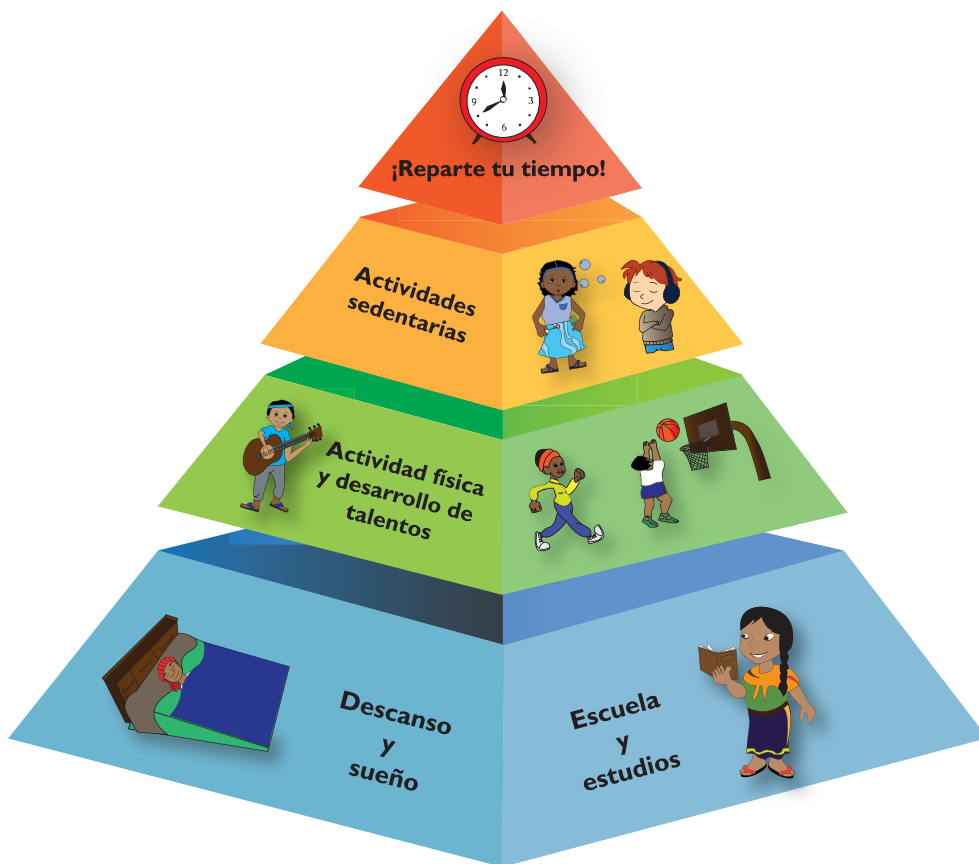 12
9
3
6
¡Reparte tu tiempo!
Actividades
sedentarias
Actividad física
y desarrollo de
talentos
Descanso
y
sueño
Escuela
y
estudios